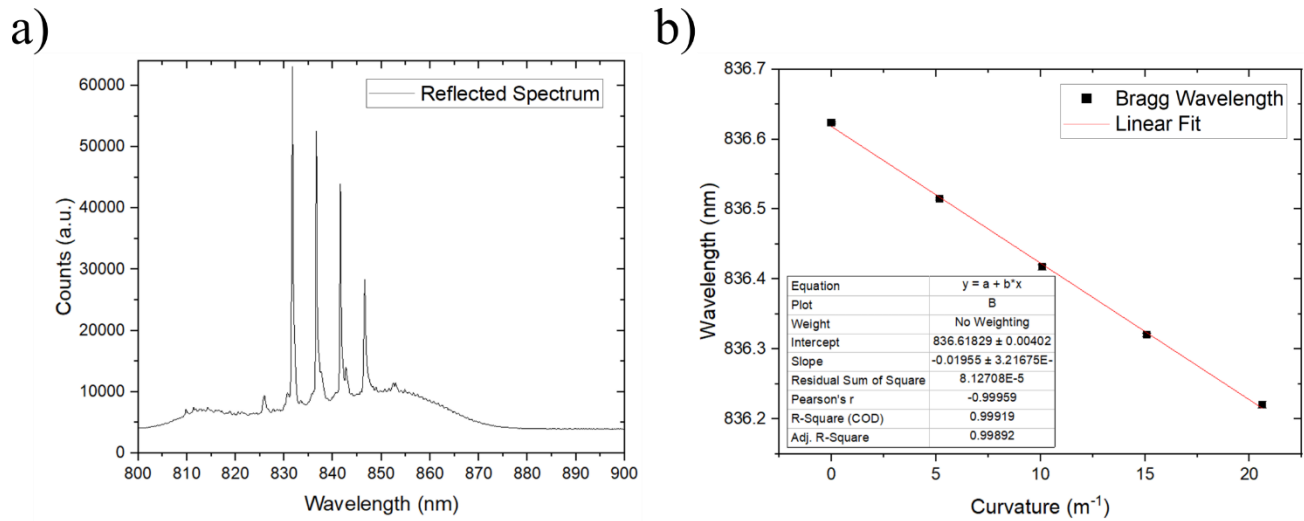 a)
60000
50000
40000
30000
20000
10000
0
Counts (a.u.)
Reflected Spectrum
800 810 820 830 840 850 860 870 880 890 900
Wavelength (nm)
b)
836.7
836.6
836.5
836.4
836.3
836.2
Wavelength (nm)
Bragg Wavelength
Linear Fit
Equation y = a + b*x
Plot B
Weight No Weighting
Intercept 836.61829 ± 0.00402
Slope -0.01955 ± 3.21675E-
Residual Sum of Square 8.12708E-5
Pearson's r -0.99959
R-Square (COD) 0.99919
Adj. R-Square 0.99892
0 5 10 15 20
Curvature (m⁻¹)